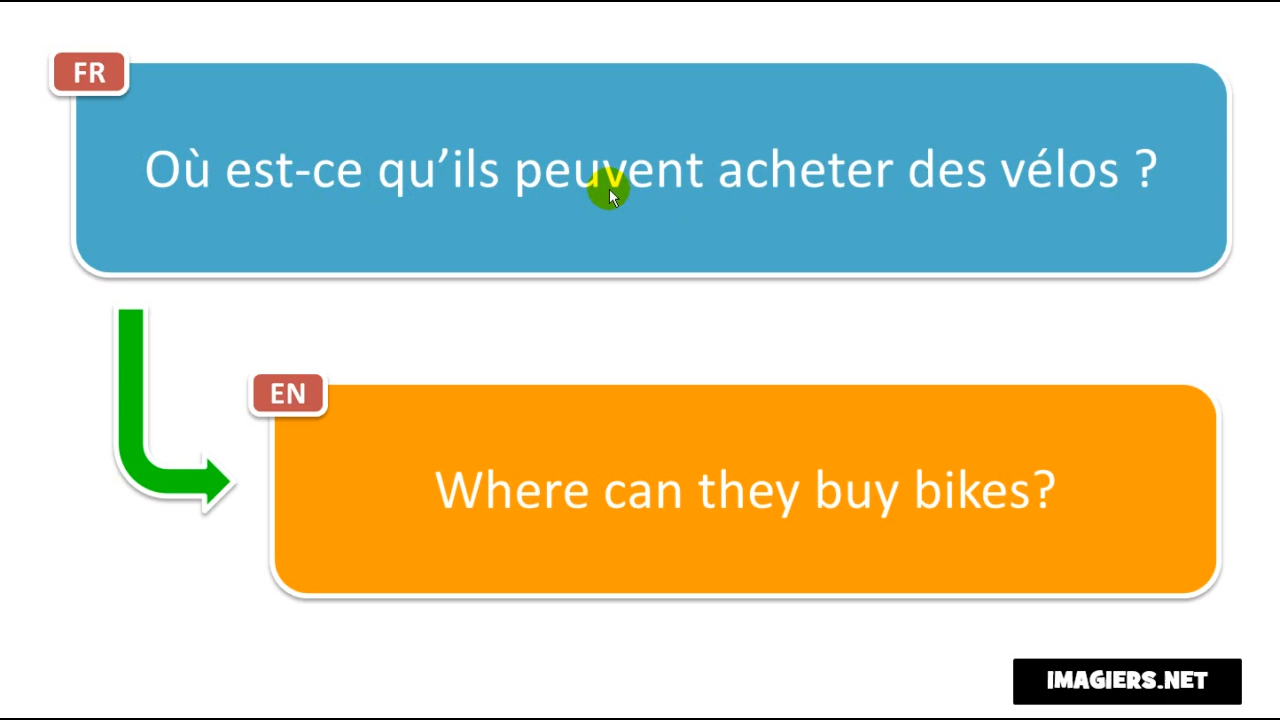 FR
Où est-ce qu’ils peuvent acheter des vélos ?
EN
Where can they buy bikes?
IMAGIERS.NET